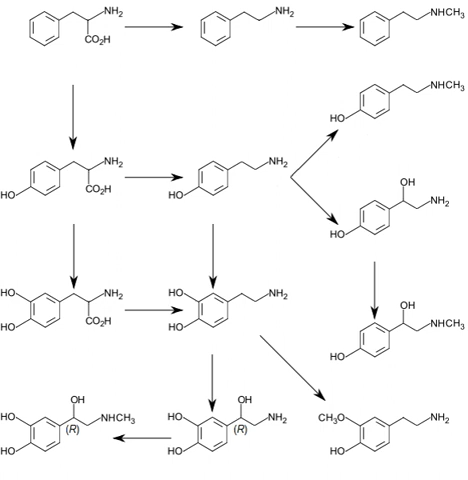 NH₂ NH₂ NHCH₃
CO₂H
NHCH₃
HO
NH₂ NH₂
CO₂H
HO HO
OH
NH₂
HO
HO NH₂ HO NH₂
CO₂H
HO HO
OH
NHCH₃
HO
OH OH
HO NHCH₃ HO NH₂ CH₃O NH₂
(R) (R)
HO HO HO